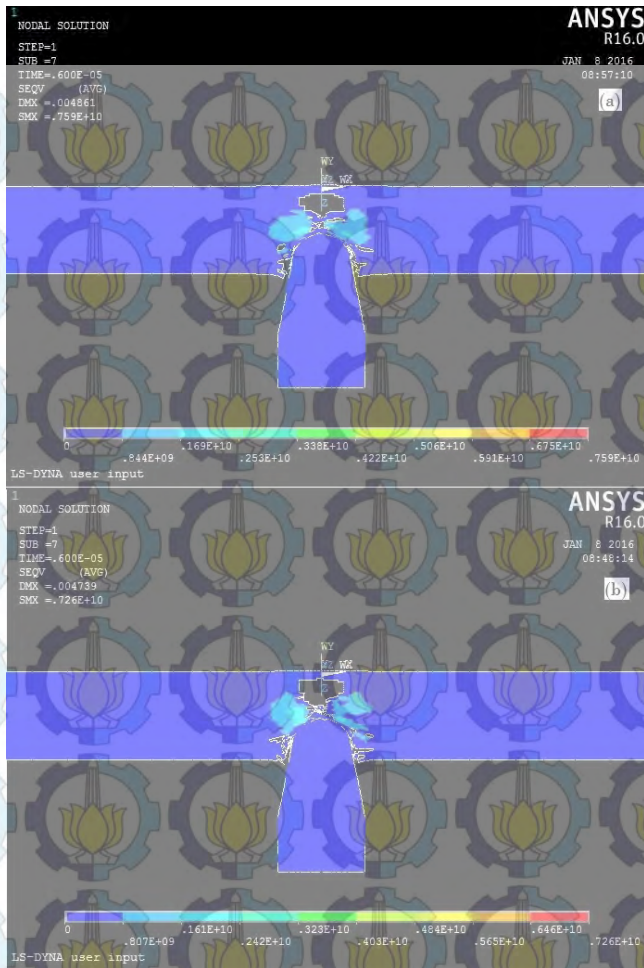 1
NODAL SOLUTION
ANSYS
R16.0
STEP=1
SUB =7
JAN 8 2016
TIME=.600E-05
08:57:10
SEQV (AVG)
DMX =.004861
(a)
SMX =.759E+10
WY
WZ WX
Z
0 .169E+10 .338E+10 .506E+10 .675E+10
.844E+09 .253E+10 .422E+10 .591E+10 .759E+10
LS-DYNA user input
1
NODAL SOLUTION
ANSYS
R16.0
STEP=1
SUB =7
JAN 8 2016
TIME=.600E-05
08:48:14
SEQV (AVG)
DMX =.004739
(b)
SMX =.726E+10
WY
WZ WX
Z
0 .161E+10 .323E+10 .484E+10 .646E+10
.807E+09 .242E+10 .403E+10 .565E+10 .726E+10
LS-DYNA user input